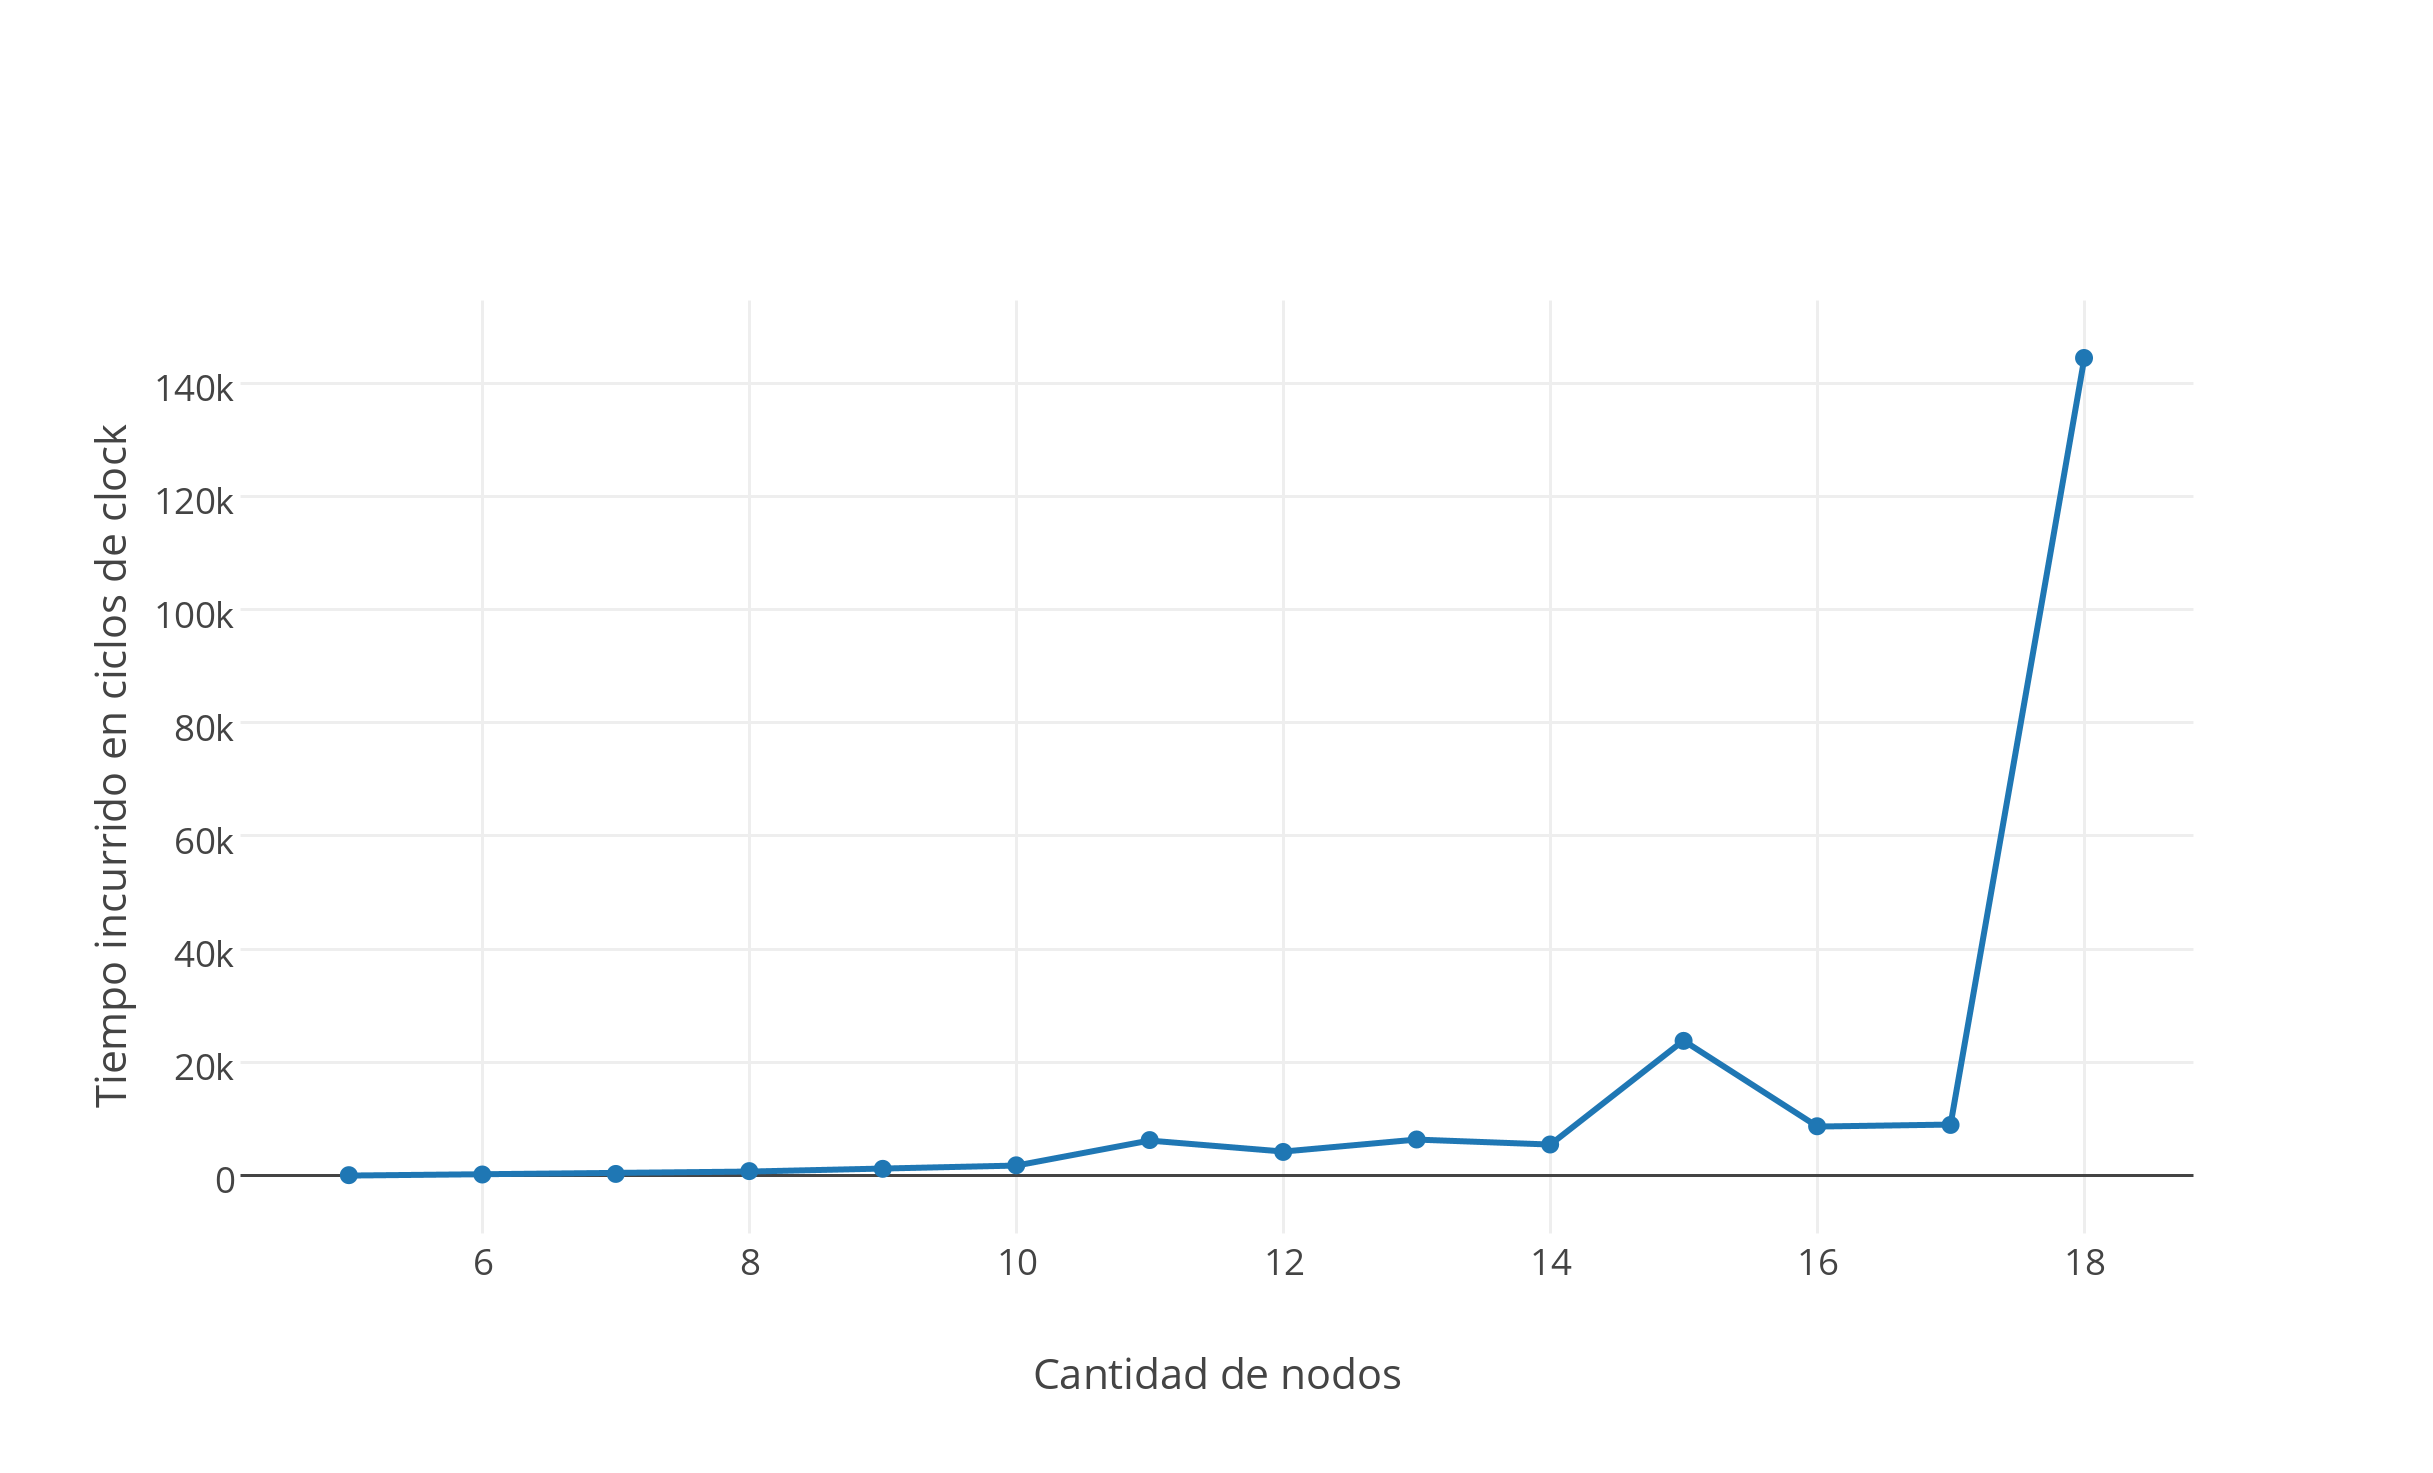 Tiempo incurrido en ciclos de clock
140k
120k
100k
80k
60k
40k
20k
0
6 8 10 12 14 16 18
Cantidad de nodos